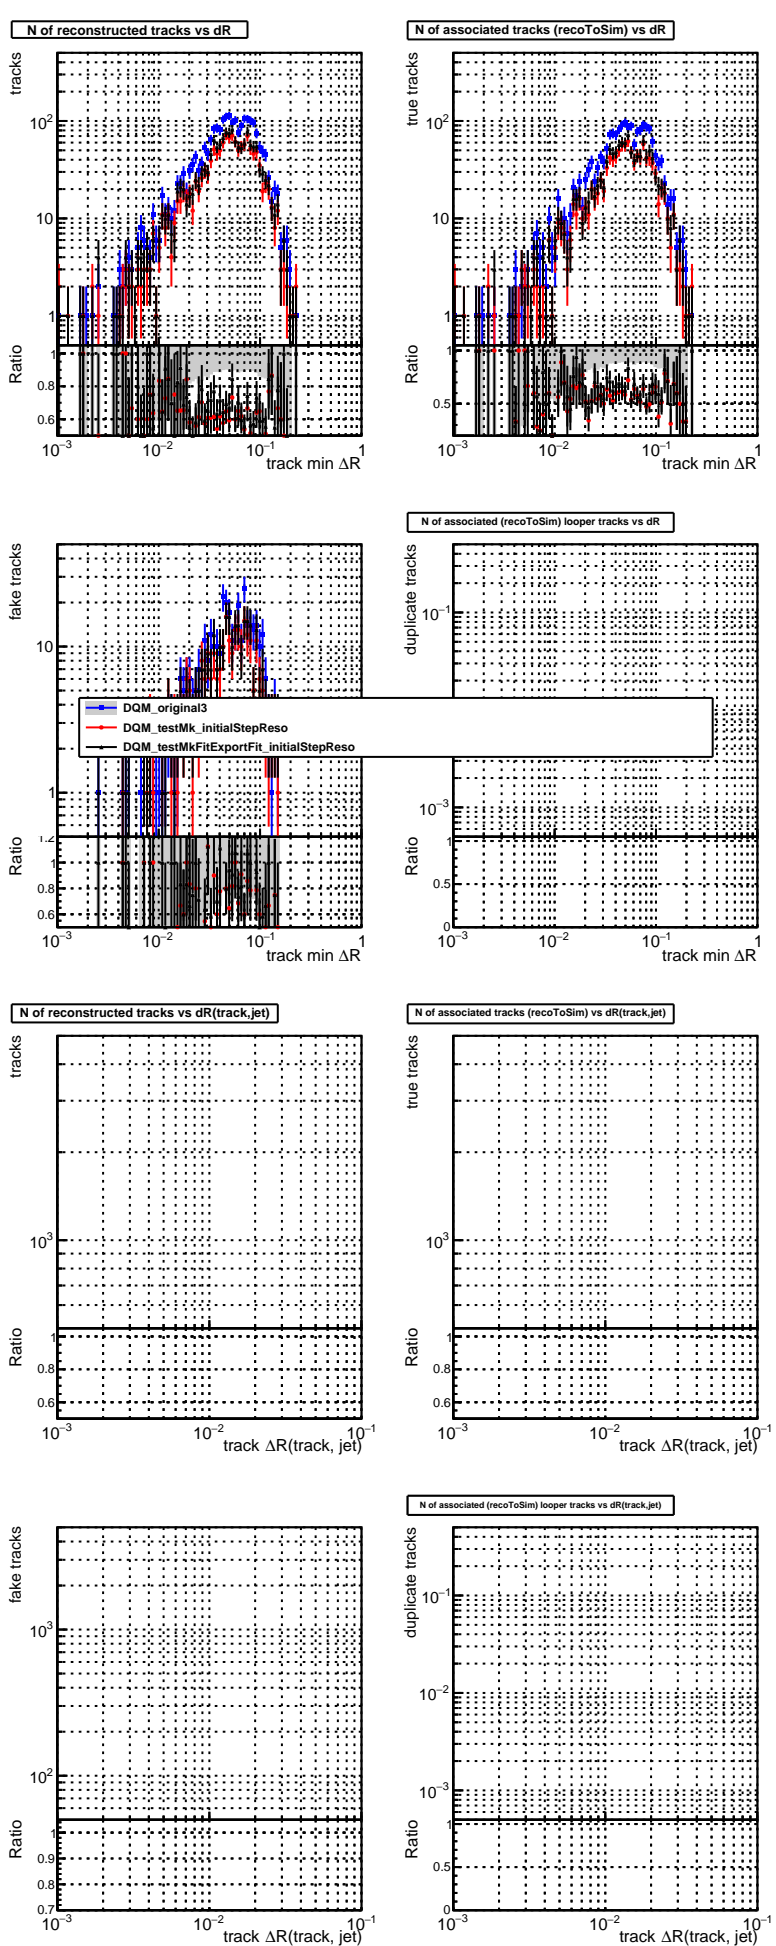 N of reconstructed tracks vs dR
tracks
10²
10
1
Ratio
1
0.8
0.6
10⁻³
10⁻²
10⁻¹
1
track min ΔR
N of associated tracks (recoToSim) vs dR
true tracks
10²
10
1
Ratio
1
0.5
10⁻³
10⁻²
10⁻¹
1
track min ΔR
fake tracks
10
1
Ratio
1.2
1
0.8
0.6
10⁻³
10⁻²
10⁻¹
1
track min ΔR
N of associated (recoToSim) looper tracks vs dR
duplicate tracks
10⁻¹
10⁻³
Ratio
1
0.5
0
10⁻³
10⁻²
10⁻¹
1
track min ΔR
DQM_original3
DQM_testMk_initialStepReso
DQM_testMkFitExportFit_initialStepReso
N of reconstructed tracks vs dR(track,jet)
tracks
10³
Ratio
1
0.8
0.6
10⁻³
10⁻²
10⁻¹
track ΔR(track, jet)
N of associated tracks (recoToSim) vs dR(track,jet)
true tracks
10³
Ratio
1
0.8
0.6
10⁻³
10⁻²
10⁻¹
track ΔR(track, jet)
fake tracks
10³
10²
Ratio
1
0.9
0.8
0.7
10⁻³
10⁻²
10⁻¹
track ΔR(track, jet)
N of associated (recoToSim) looper tracks vs dR(track,jet)
duplicate tracks
10⁻¹
10⁻²
10⁻³
Ratio
1
0.5
0
10⁻³
10⁻²
10⁻¹
track ΔR(track, jet)